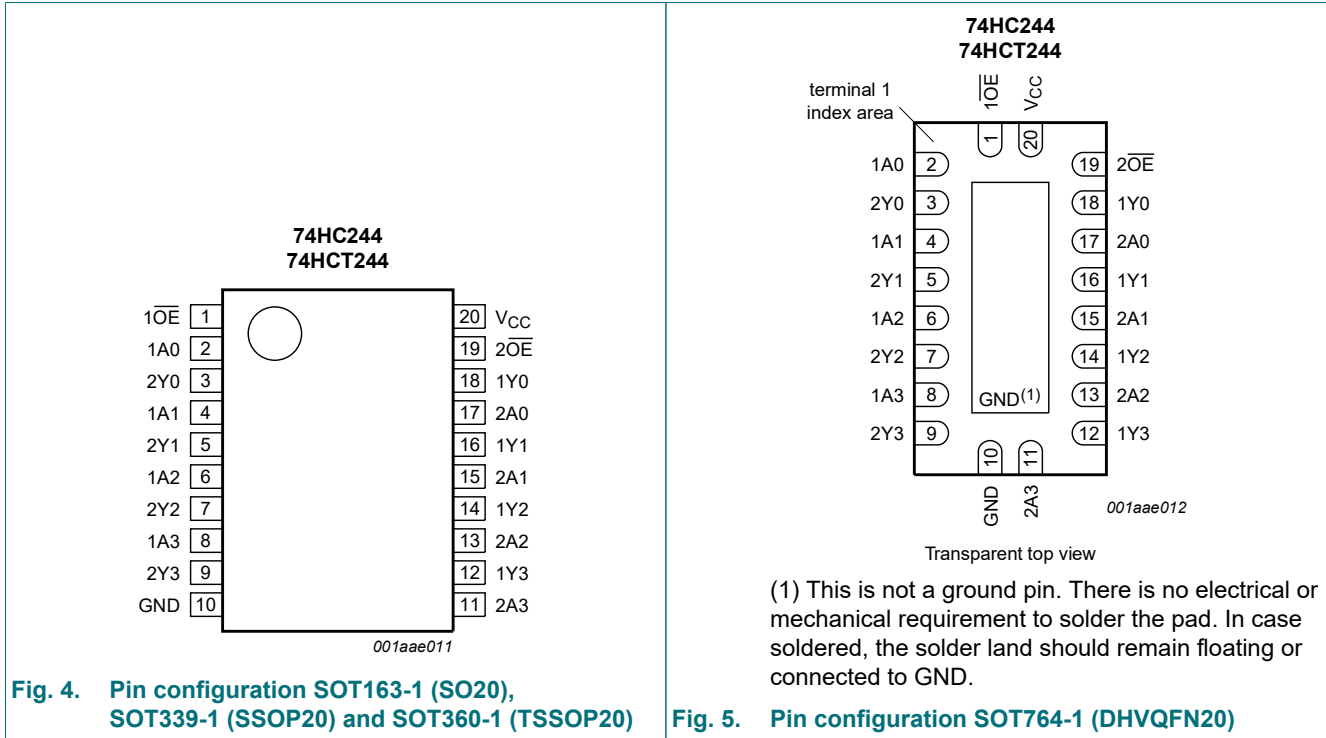 74HC244
74HCT244
1O̅E̅ 1
1A0 2
2Y0 3
1A1 4
2Y1 5
1A2 6
2Y2 7
1A3 8
2Y3 9
GND 10
20 VCC
19 2O̅E̅
18 1Y0
17 2A0
16 1Y1
15 2A1
14 1Y2
13 2A2
12 1Y3
11 2A3
001aae011
Fig. 4. Pin configuration SOT163-1 (SO20),
SOT339-1 (SSOP20) and SOT360-1 (TSSOP20)
74HC244
74HCT244
terminal 1
index area
1O̅E̅
VCC
1
20
1A0 2
2Y0 3
1A1 4
2Y1 5
1A2 6
2Y2 7
1A3 8
2Y3 9
19 2O̅E̅
18 1Y0
17 2A0
16 1Y1
15 2A1
14 1Y2
13 2A2
12 1Y3
GND(1)
10
11
GND
2A3
001aae012
Transparent top view
(1) This is not a ground pin. There is no electrical or
mechanical requirement to solder the pad. In case
soldered, the solder land should remain floating or
connected to GND.
Fig. 5. Pin configuration SOT764-1 (DHVQFN20)